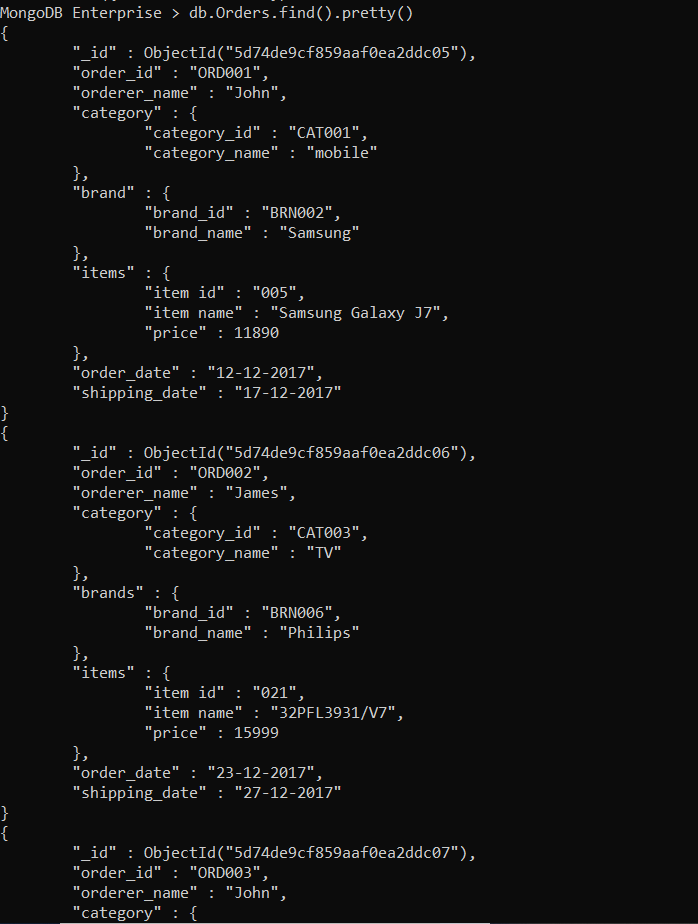 MongoDB Enterprise > db.Orders.find().pretty()
{
"_id" : ObjectId("5d74de9cf859aaf0ea2ddc05"),
"order_id" : "ORD001",
"orderer_name" : "John",
"category" : {
"category_id" : "CAT001",
"category_name" : "mobile"
},
"brand" : {
"brand_id" : "BRN002",
"brand_name" : "Samsung"
},
"items" : {
"item id" : "005",
"item name" : "Samsung Galaxy J7",
"price" : 11890
},
"order_date" : "12-12-2017",
"shipping_date" : "17-12-2017"
}
{
"_id" : ObjectId("5d74de9cf859aaf0ea2ddc06"),
"order_id" : "ORD002",
"orderer_name" : "James",
"category" : {
"category_id" : "CAT003",
"category_name" : "TV"
},
"brands" : {
"brand_id" : "BRN006",
"brand_name" : "Philips"
},
"items" : {
"item id" : "021",
"item name" : "32PFL3931/V7",
"price" : 15999
},
"order_date" : "23-12-2017",
"shipping_date" : "27-12-2017"
}
{
"_id" : ObjectId("5d74de9cf859aaf0ea2ddc07"),
"order_id" : "ORD003",
"orderer_name" : "John",
"category" : {